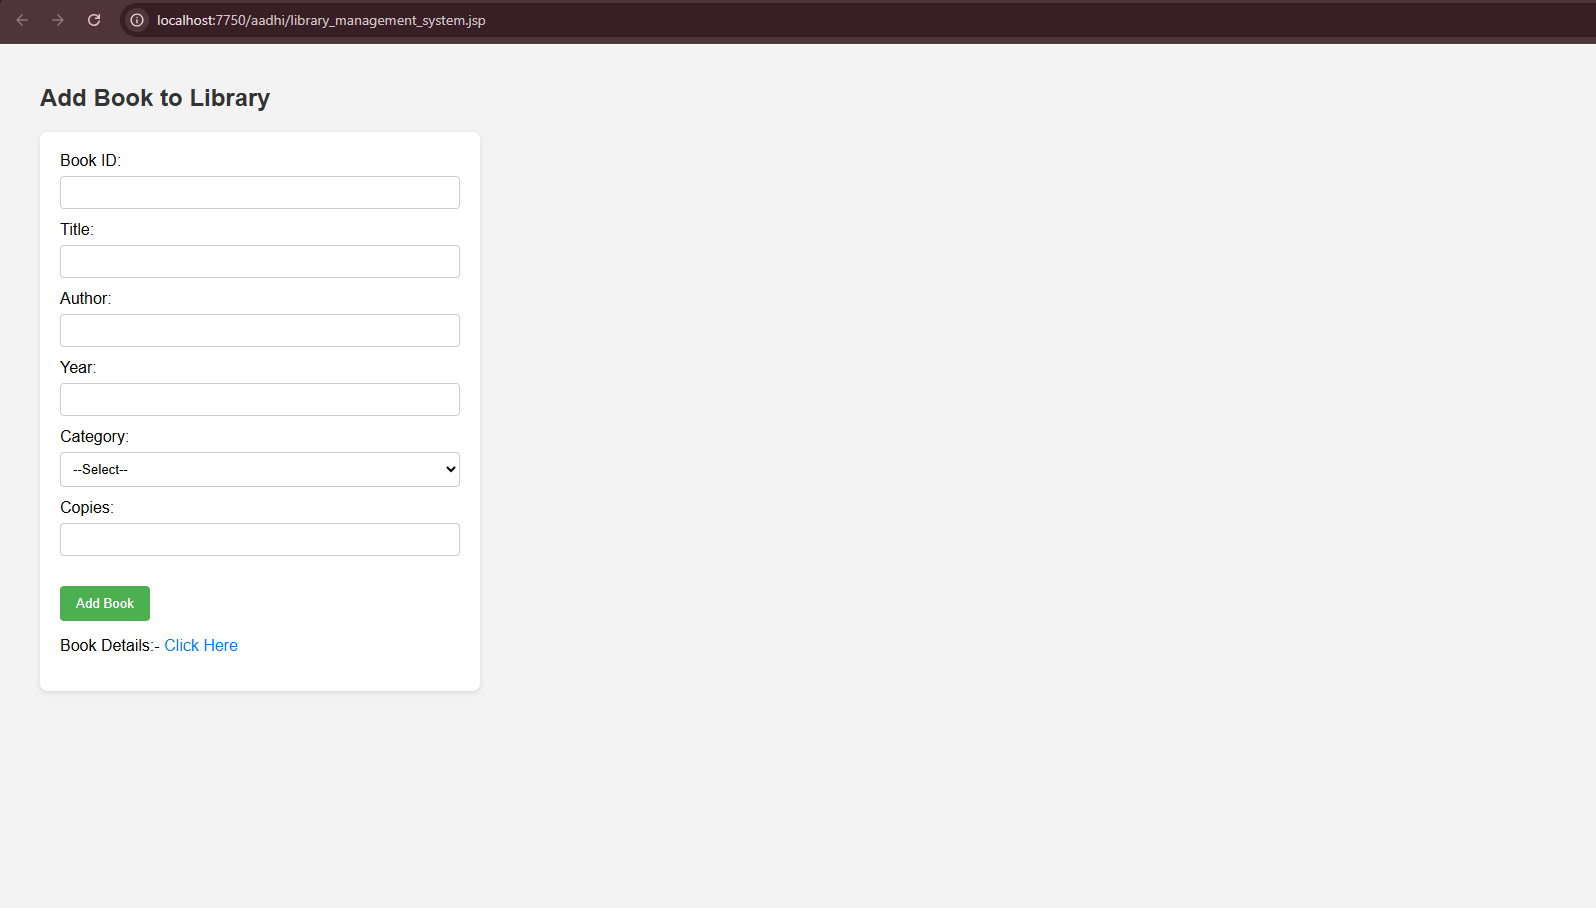 localhost:7750/aadhi/library_management_system.jsp
Add Book to Library
Book ID:
Title:
Author:
Year:
Category:
--Select--
Copies:
Add Book
Book Details:- Click Here